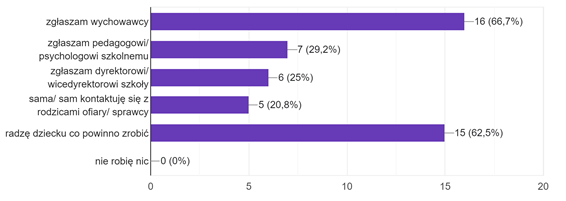 zgłaszam wychowawcy
16 (66,7%)
zgłaszam pedagogowi/
psychologowi szkolnemu
7 (29,2%)
zgłaszam dyrektorowi/
wicedyrektorowi szkoły
6 (25%)
sama/ sam kontaktuję się z
rodzicami ofiary/ sprawcy
5 (20,8%)
radzę dziecku co powinno zrobić
15 (62,5%)
nie robię nic
0 (0%)
0 5 10 15 20